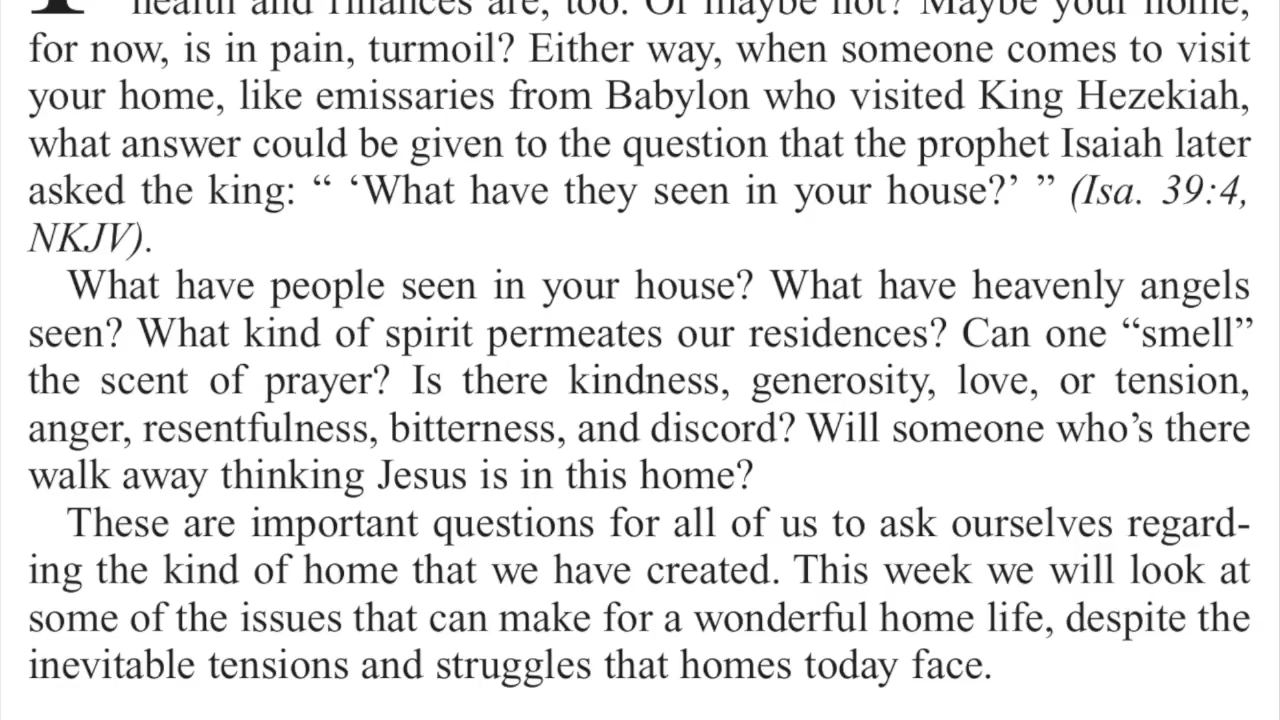 health and finances are, too. Or maybe not? Maybe your home,
for now, is in pain, turmoil? Either way, when someone comes to visit
your home, like emissaries from Babylon who visited King Hezekiah,
what answer could be given to the question that the prophet Isaiah later
asked the king: “ ‘What have they seen in your house?’ ” (Isa. 39:4,
NKJV).
What have people seen in your house? What have heavenly angels
seen? What kind of spirit permeates our residences? Can one “smell”
the scent of prayer? Is there kindness, generosity, love, or tension,
anger, resentfulness, bitterness, and discord? Will someone who’s there
walk away thinking Jesus is in this home?
These are important questions for all of us to ask ourselves regard-
ing the kind of home that we have created. This week we will look at
some of the issues that can make for a wonderful home life, despite the
inevitable tensions and struggles that homes today face.